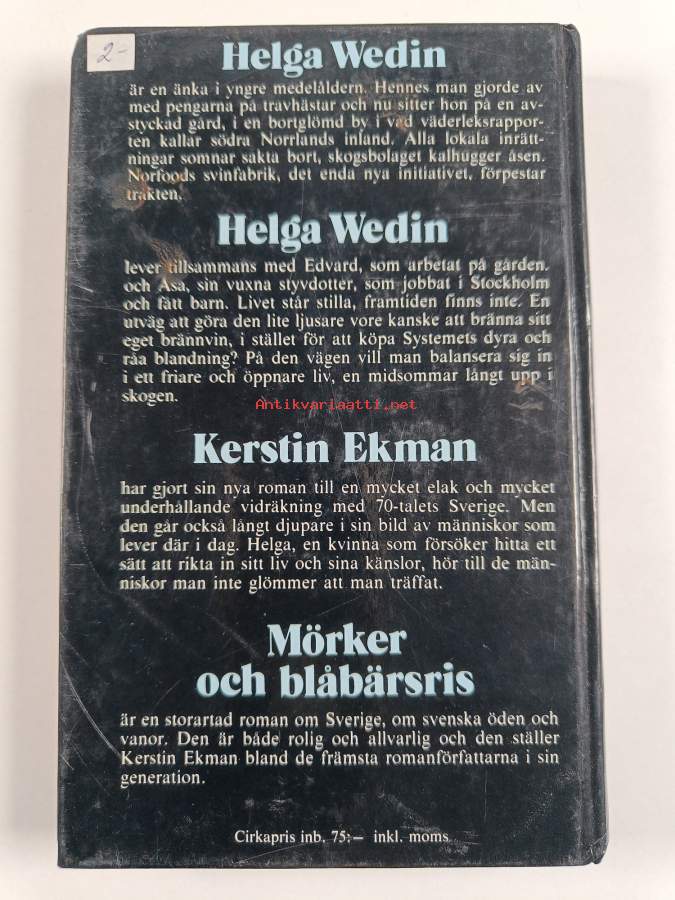 2-
Helga Wedin
är en änka i yngre medelåldern. Hennes man gjorde av
med pengarna på travhästar och nu sitter hon på en av-
styckad gård, i en bortglömd by i vad väderleksrappor-
ten kallar södra Norrlands inland. Alla lokala inrätt-
ningar somnar sakta bort, skogsbolaget kalhugger åsen.
Norfoods svinfabrik, det enda nya initiativet, förpestar
trakten.
Helga Wedin
lever tillsammans med Edvard, som arbetat på gården,
och Åsa, sin vuxna styvdotter, som jobbat i Stockholm
och fått barn. Livet står stilla, framtiden finns inte. En
utväg att göra den lite ljusare vore kanske att bränna sitt
eget brännvin, i stället för att köpa Systemets dyra och
råa blandning? På den vägen vill man balansera sig in
i ett friare och öppnare liv, en midsommar långt upp i
skogen.
Antikvariaatti.net
Kerstin Ekman
har gjort sin nya roman till en mycket elak och mycket
underhållande vidräkning med 70-talets Sverige. Men
den går också långt djupare i sin bild av människor som
lever där i dag. Helga, en kvinna som försöker hitta ett
sätt att rikta in sitt liv och sina känslor, hör till de män-
niskor man inte glömmer att man träffat.
Mörker
och blåbärsris
är en storartad roman om Sverige, om svenska öden och
vanor. Den är både rolig och allvarlig och den ställer
Kerstin Ekman bland de främsta romanförfattarna i sin
generation.
Cirkapris inb. 75:— inkl. moms